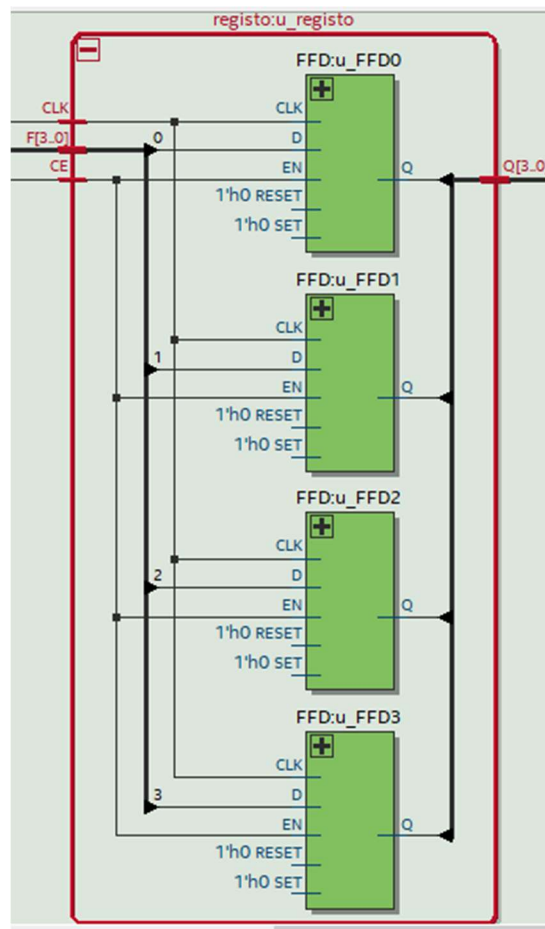 registo:u_registo
FFD:u_FFD0
CLK
CLK
F[3..0]
0
D
CE
EN
Q
Q[3..0
1'h0 RESET
1'h0 SET
FFD:u_FFD1
CLK
1
D
EN
Q
1'h0 RESET
1'h0 SET
FFD:u_FFD2
CLK
2
D
EN
Q
1'h0 RESET
1'h0 SET
FFD:u_FFD3
CLK
3
D
EN
Q
1'h0 RESET
1'h0 SET